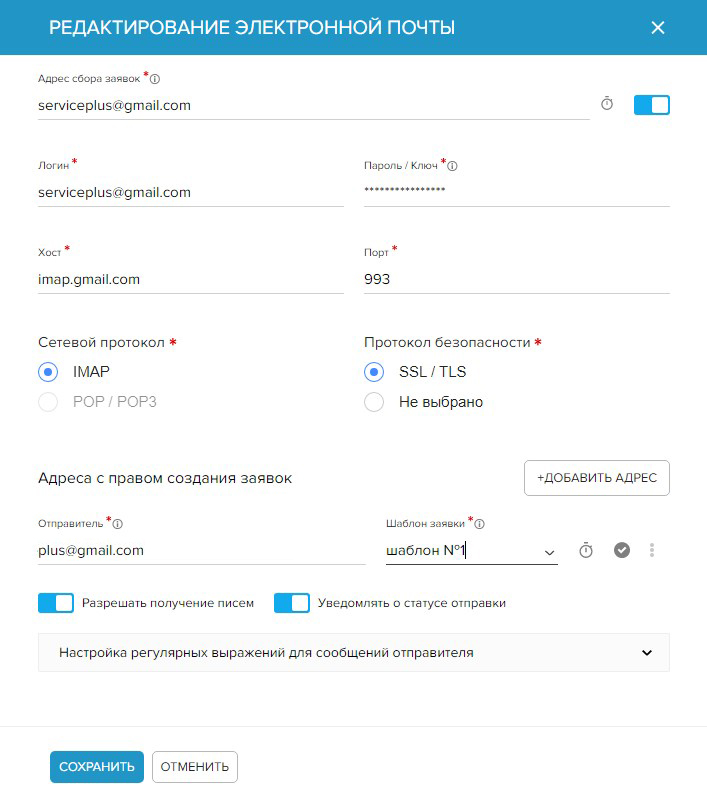 РЕДАКТИРОВАНИЕ ЭЛЕКТРОННОЙ ПОЧТЫ
Адрес сбора заявок *
serviceplus@gmail.com
Логин * Пароль / Ключ *
serviceplus@gmail.com ****************
Хост * Порт *
imap.gmail.com 993
Сетевой протокол * Протокол безопасности *
IMAP SSL / TLS
POP / POP3 Не выбрано
Адреса с правом создания заявок +ДОБАВИТЬ АДРЕС
Отправитель * Шаблон заявки *
plus@gmail.com шаблон №1
Разрешать получение писем Уведомлять о статусе отправки
Настройка регулярных выражений для сообщений отправителя
СОХРАНИТЬ ОТМЕНИТЬ